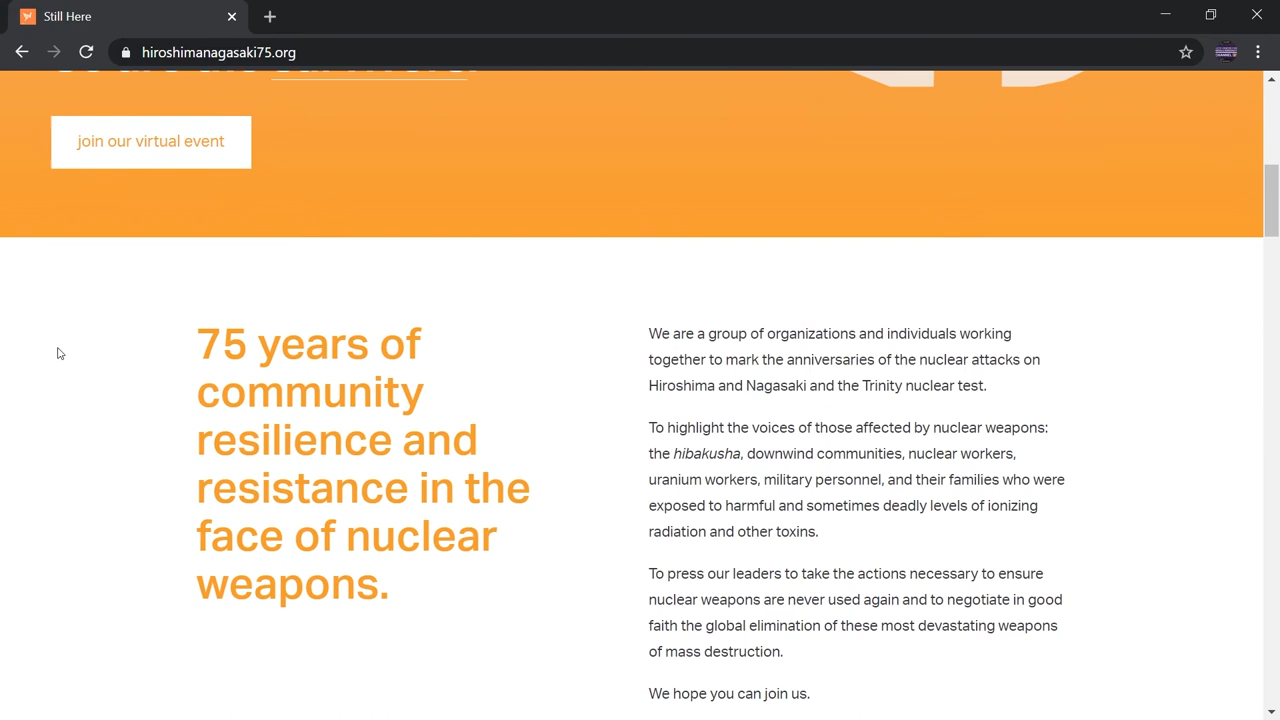 Still Here
hiroshimanagasaki75.org
join our virtual event
75 years of
community
resilience and
resistance in the
face of nuclear
weapons.
We are a group of organizations and individuals working
together to mark the anniversaries of the nuclear attacks on
Hiroshima and Nagasaki and the Trinity nuclear test.
To highlight the voices of those affected by nuclear weapons:
the hibakusha, downwind communities, nuclear workers,
uranium workers, military personnel, and their families who were
exposed to harmful and sometimes deadly levels of ionizing
radiation and other toxins.
To press our leaders to take the actions necessary to ensure
nuclear weapons are never used again and to negotiate in good
faith the global elimination of these most devastating weapons
of mass destruction.
We hope you can join us.